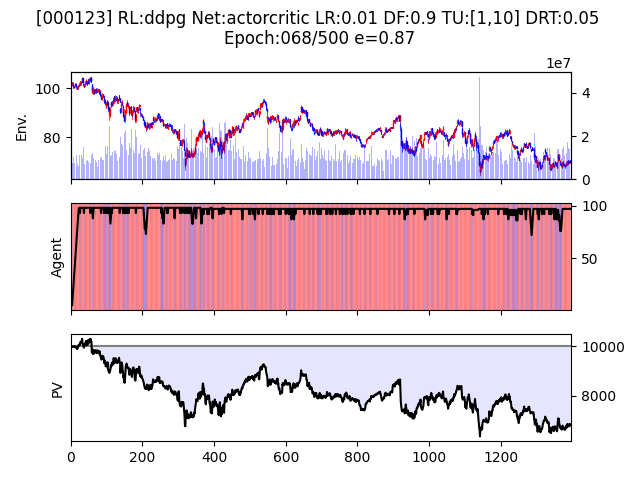 [000123] RL:ddpg Net:actorcritic LR:0.01 DF:0.9 TU:[1,10] DRT:0.05
Epoch:068/500 e=0.87
1e7
100
80
Env.
4
2
0
Agent
100
50
PV
10000
8000
0 200 400 600 800 1000 1200